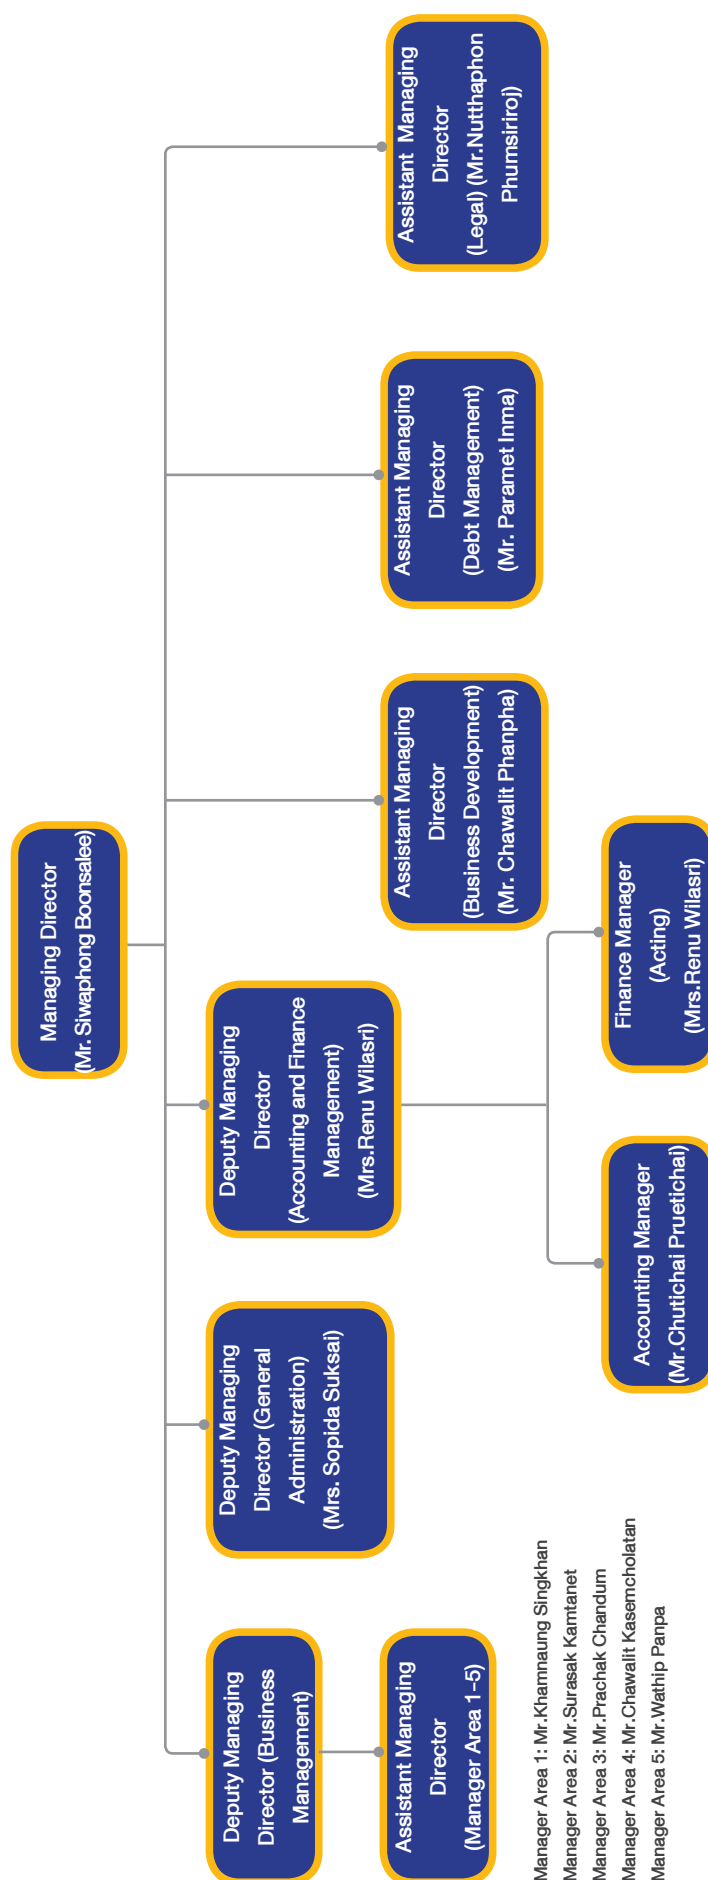 Managing Director
(Mr. Siwaphong Boonsalee)
Deputy Managing
Director (Business
Management)
Deputy Managing
Director (General
Administration)
(Mrs. Sopida Suksai)
Deputy Managing
Director
(Accounting and Finance
Management)
(Mrs.Renu Wilasri)
Assistant Managing
Director
(Manager Area 1-5)
Assistant Managing
Director
(Business Development)
(Mr. Chawalit Phanpha)
Assistant Managing
Director
(Debt Management)
(Mr. Paramet Inma)
Assistant Managing
Director
(Legal) (Mr.Nutthaphon
Phumsiriroj)
Accounting Manager
(Mr.Chutichai Pruetichai)
Finance Manager
(Acting)
(Mrs.Renu Wilasri)
Manager Area 1: Mr.Khamnaung Singkhan
Manager Area 2: Mr.Surasak Kamtanet
Manager Area 3: Mr.Prachak Chandum
Manager Area 4: Mr.Chawalit Kasemcholatan
Manager Area 5: Mr.Wathip Panpa